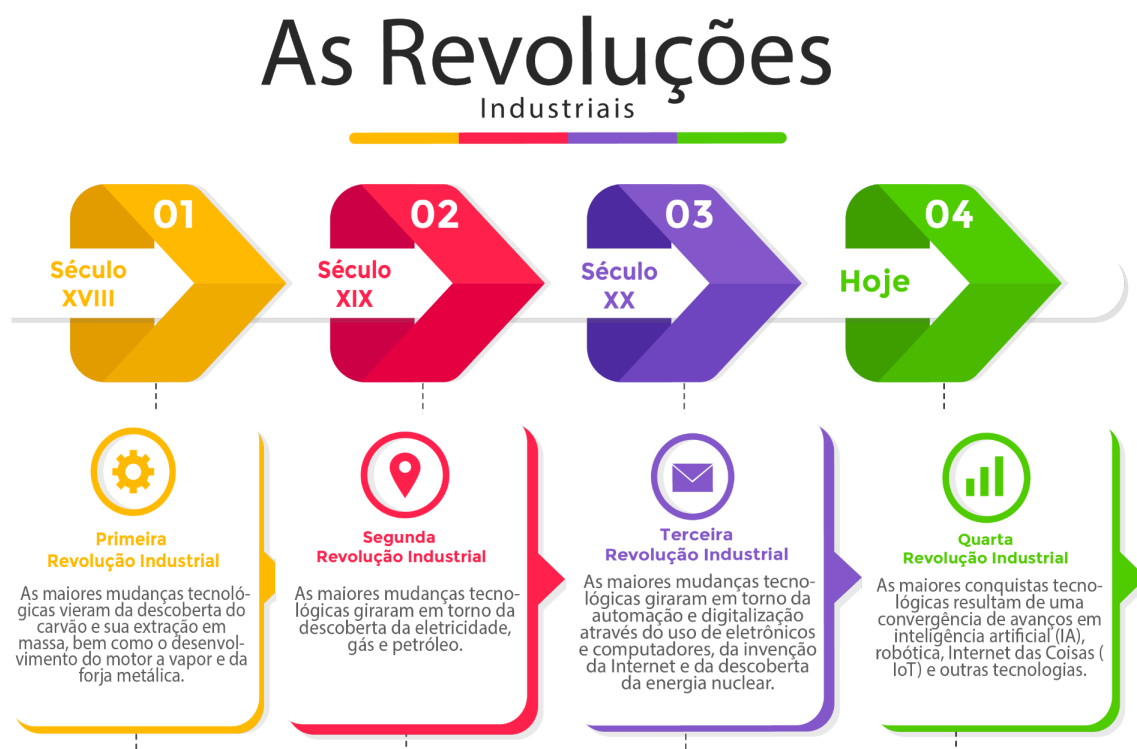 As Revoluções
Industriais
01
Século
XVIII
02
Século
XIX
03
Século
XX
04
Hoje
Primeira
Revolução Industrial
As maiores mudanças tecnoló-
gicas vieram da descoberta do
carvão e sua extração em
massa, bem como o desenvol-
vimento do motor a vapor e da
forja metálica.
Segunda
Revolução Industrial
As maiores mudanças tecno-
lógicas giraram em torno da
descoberta da eletricidade,
gás e petróleo.
Terceira
Revolução Industrial
As maiores mudanças tecno-
lógicas giraram em torno da
automação e digitalização
através do uso de eletrônicos
e computadores, da invenção
da Internet e da descoberta
da energia nuclear.
Quarta
Revolução Industrial
As maiores conquistas tecno-
lógicas resultam de uma
convergência de avanços em
inteligência artificial (IA),
robótica, Internet das Coisas (
IoT) e outras tecnologias.